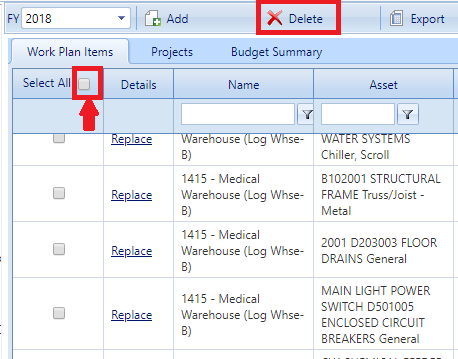 FY 2018 Add Delete Export
Work Plan Items Projects Budget Summary
Select All Details Name Asset
Replace
Warehouse (Log Whse-
B)
WATER SYSTEMS
Chiller, Scroll
Replace
1415 - Medical
Warehouse (Log Whse-
B)
B102001 STRUCTURAL
FRAME Truss/Joist -
Metal
Replace
1415 - Medical
Warehouse (Log Whse-
B)
2001 D203003 FLOOR
DRAINS General
Replace
1415 - Medical
Warehouse (Log Whse-
B)
MAIN LIGHT POWER
SWITCH D501005
ENCLOSED CIRCUIT
BREAKERS General